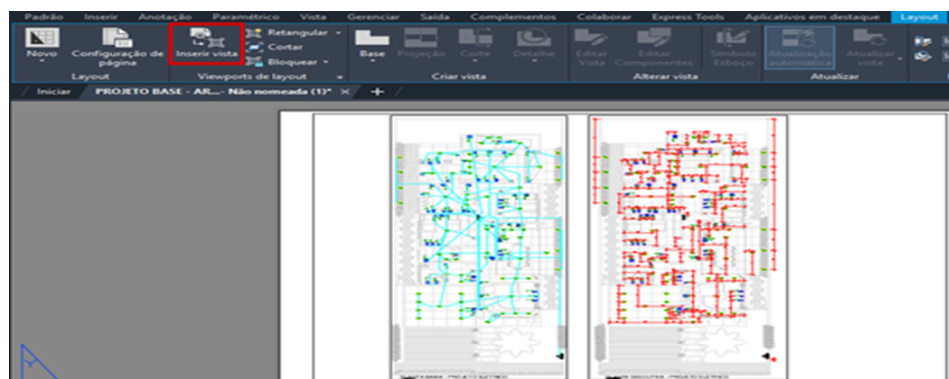 Padrão Inserir Anotação Paramétrico Vista Gerenciar Saída Complementos Colaborar Express Tools Aplicativos em destaque Layout
Novo Configuração de página Inserir vista Retangular Base Projeção Corte Detalhe Editar Vista Editar Componentes Símbolo Esboço Atualização automática Atualizar vista
Cortar
Bloquear
Layout Viewports de layout Criar vista Alterar vista Atualizar
Iniciar PROJETO BASE - AR...- Não nomeada (1)*